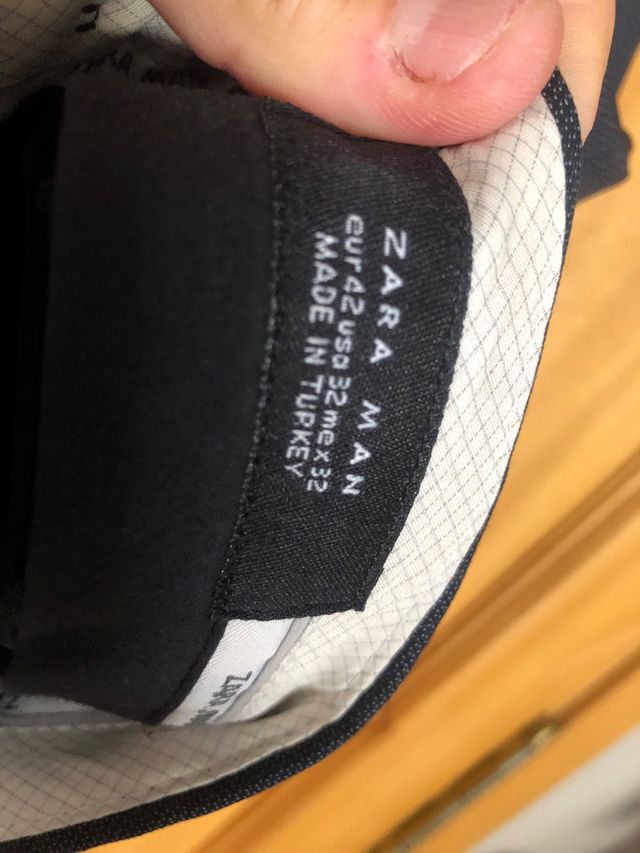 ZARA MAN
eur42 usa 32 mex32
MADE IN TURKEY